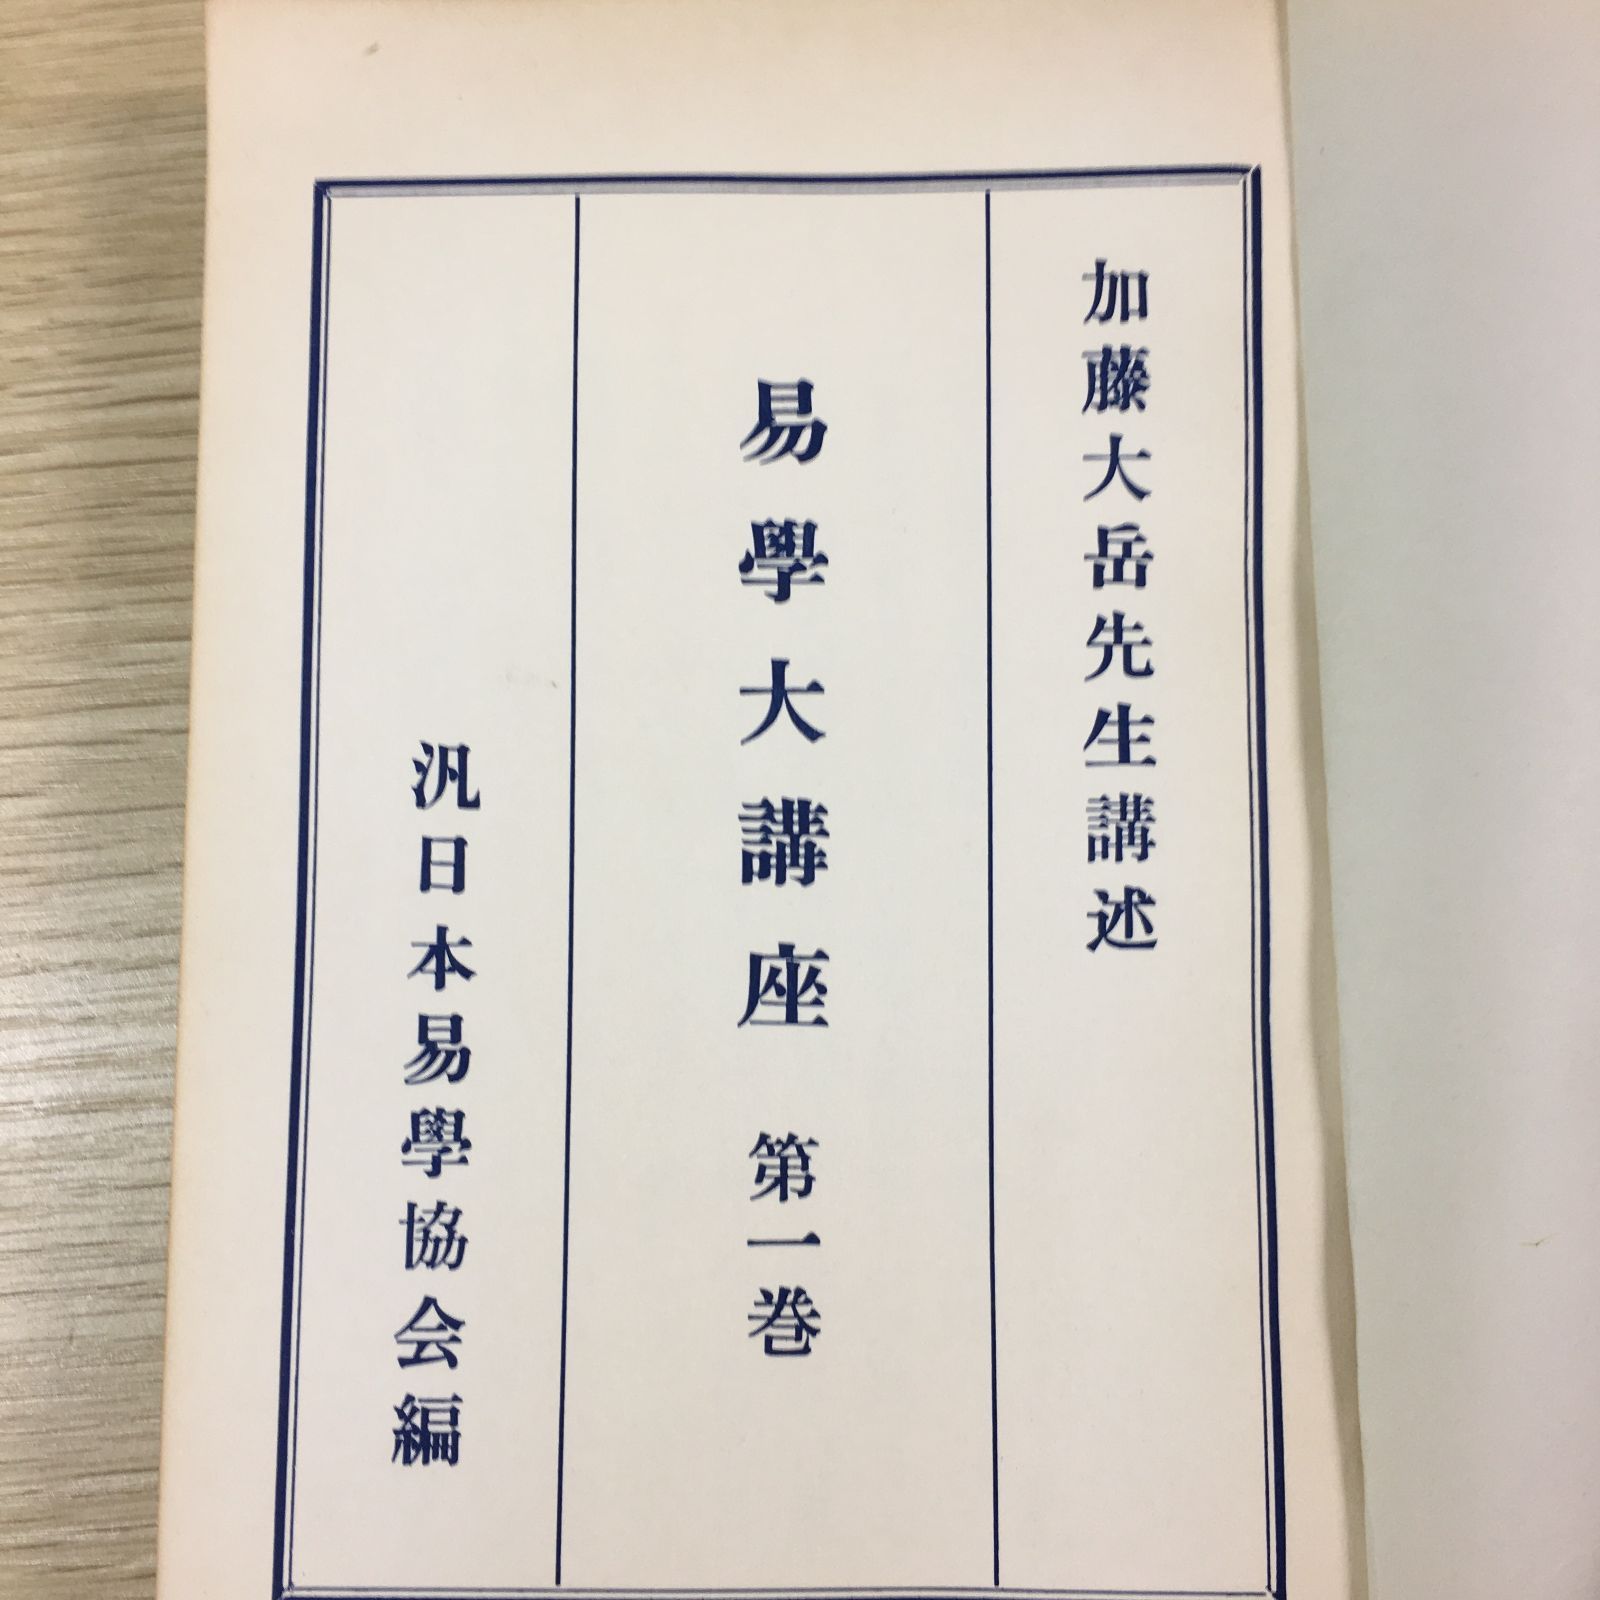 加藤大岳先生講述
易學大講座 第一巻
汎日本易學協会編